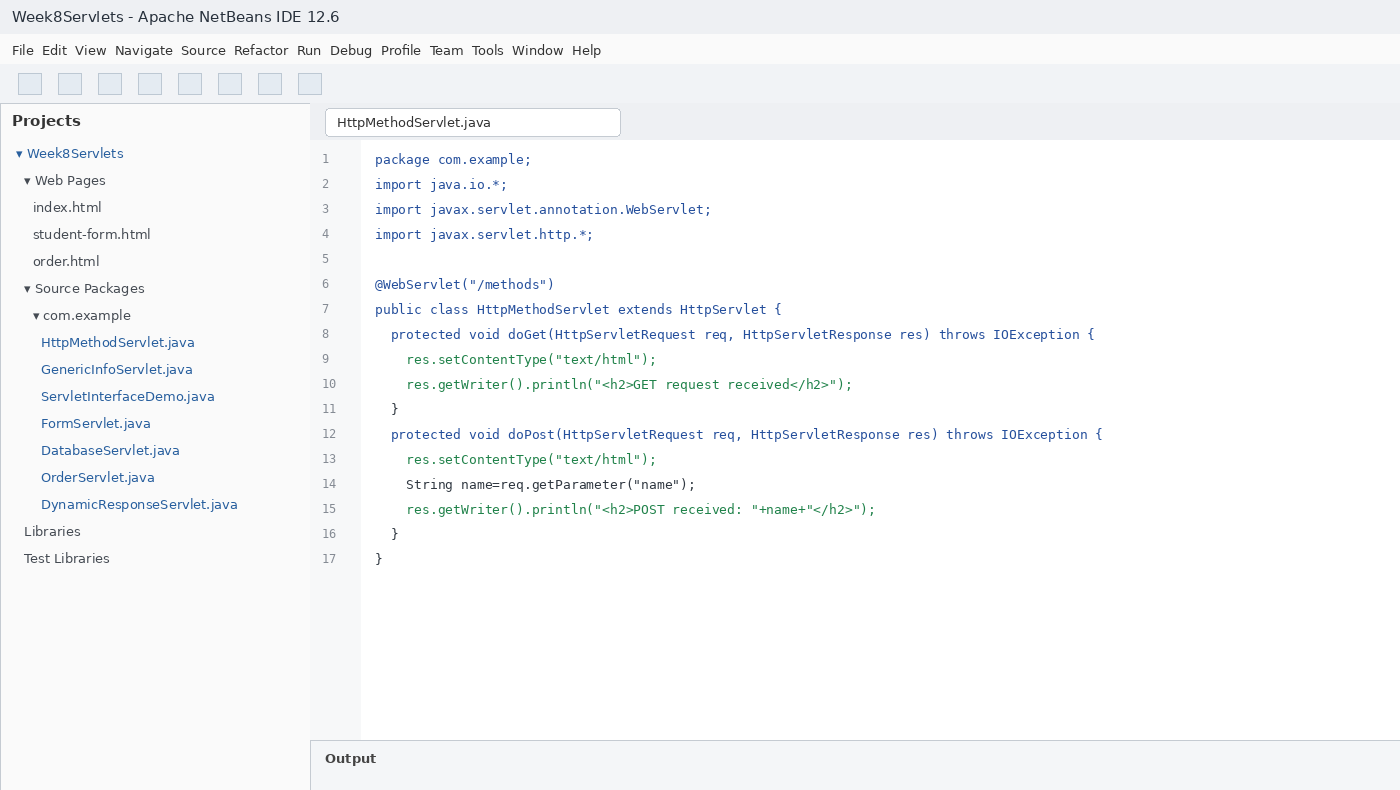 Week8Servlets - Apache NetBeans IDE 12.6
File Edit View Navigate Source Refactor Run Debug Profile Team Tools Window Help
Projects
▾ Week8Servlets
▾ Web Pages
index.html
student-form.html
order.html
▾ Source Packages
▾ com.example
HttpMethodServlet.java
GenericInfoServlet.java
ServletInterfaceDemo.java
FormServlet.java
DatabaseServlet.java
OrderServlet.java
DynamicResponseServlet.java
Libraries
Test Libraries
HttpMethodServlet.java
1 package com.example;
2 import java.io.*;
3 import javax.servlet.annotation.WebServlet;
4 import javax.servlet.http.*;
5
6 @WebServlet("/methods")
7 public class HttpMethodServlet extends HttpServlet {
8   protected void doGet(HttpServletRequest req, HttpServletResponse res) throws IOException {
9     res.setContentType("text/html");
10     res.getWriter().println("<h2>GET request received</h2>");
11   }
12   protected void doPost(HttpServletRequest req, HttpServletResponse res) throws IOException {
13     res.setContentType("text/html");
14     String name=req.getParameter("name");
15     res.getWriter().println("<h2>POST received: "+name+"</h2>");
16   }
17 }
Output